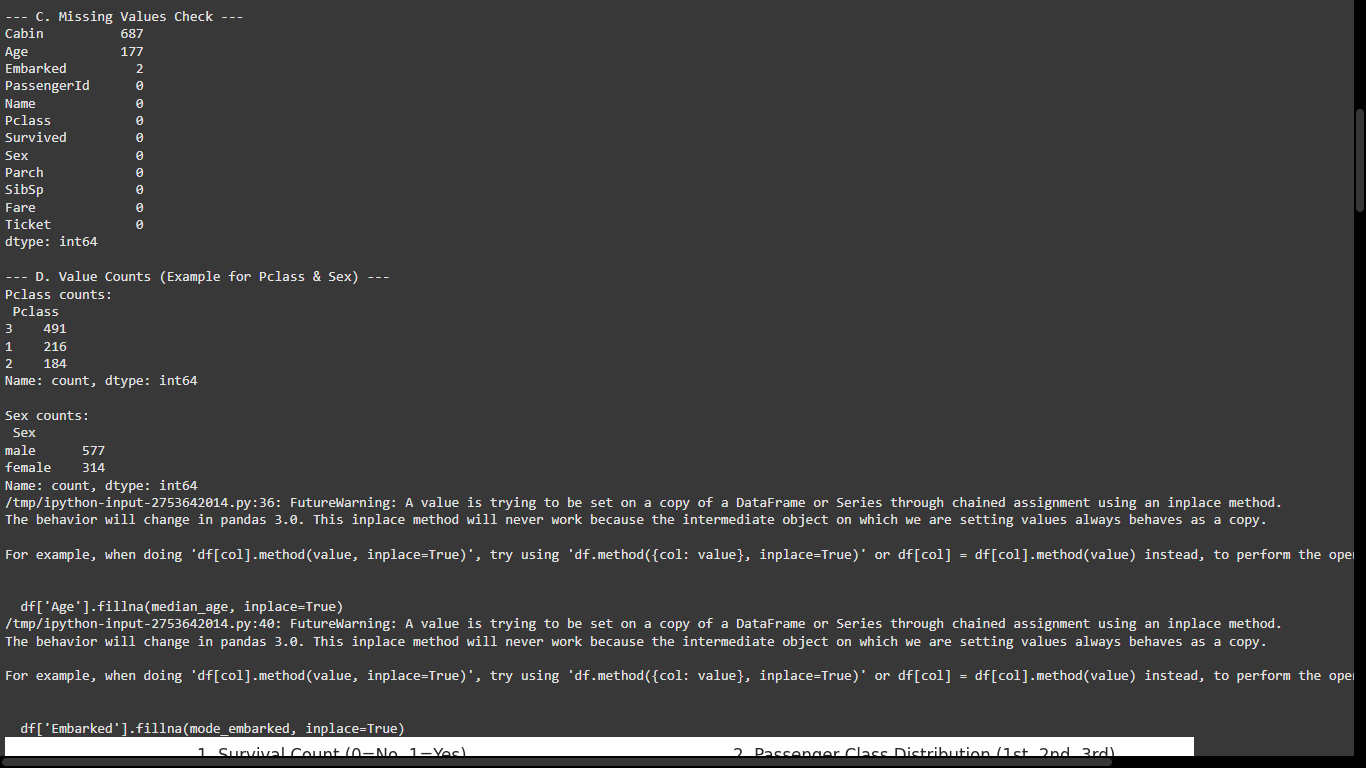 --- C. Missing Values Check ---
Cabin          687
Age            177
Embarked         2
PassengerId      0
Name             0
Pclass           0
Survived         0
Sex              0
Parch            0
SibSp            0
Fare             0
Ticket           0
dtype: int64
--- D. Value Counts (Example for Pclass & Sex) ---
Pclass counts:
 Pclass
3    491
1    216
2    184
Name: count, dtype: int64
Sex counts:
 Sex
male      577
female    314
Name: count, dtype: int64
/tmp/ipython-input-2753642014.py:36: FutureWarning: A value is trying to be set on a copy of a DataFrame or Series through chained assignment using an inplace method.
The behavior will change in pandas 3.0. This inplace method will never work because the intermediate object on which we are setting values always behaves as a copy.
For example, when doing 'df[col].method(value, inplace=True)', try using 'df.method({col: value}, inplace=True)' or df[col] = df[col].method(value) instead, to perform the
  df['Age'].fillna(median_age, inplace=True)
/tmp/ipython-input-2753642014.py:40: FutureWarning: A value is trying to be set on a copy of a DataFrame or Series through chained assignment using an inplace method.
The behavior will change in pandas 3.0. This inplace method will never work because the intermediate object on which we are setting values always behaves as a copy.
For example, when doing 'df[col].method(value, inplace=True)', try using 'df.method({col: value}, inplace=True)' or df[col] = df[col].method(value) instead, to perform the
  df['Embarked'].fillna(mode_embarked, inplace=True)
1. Survival Count (0=No, 1=Yes)
2. Passenger Class Distribution (1st, 2nd, 3rd)